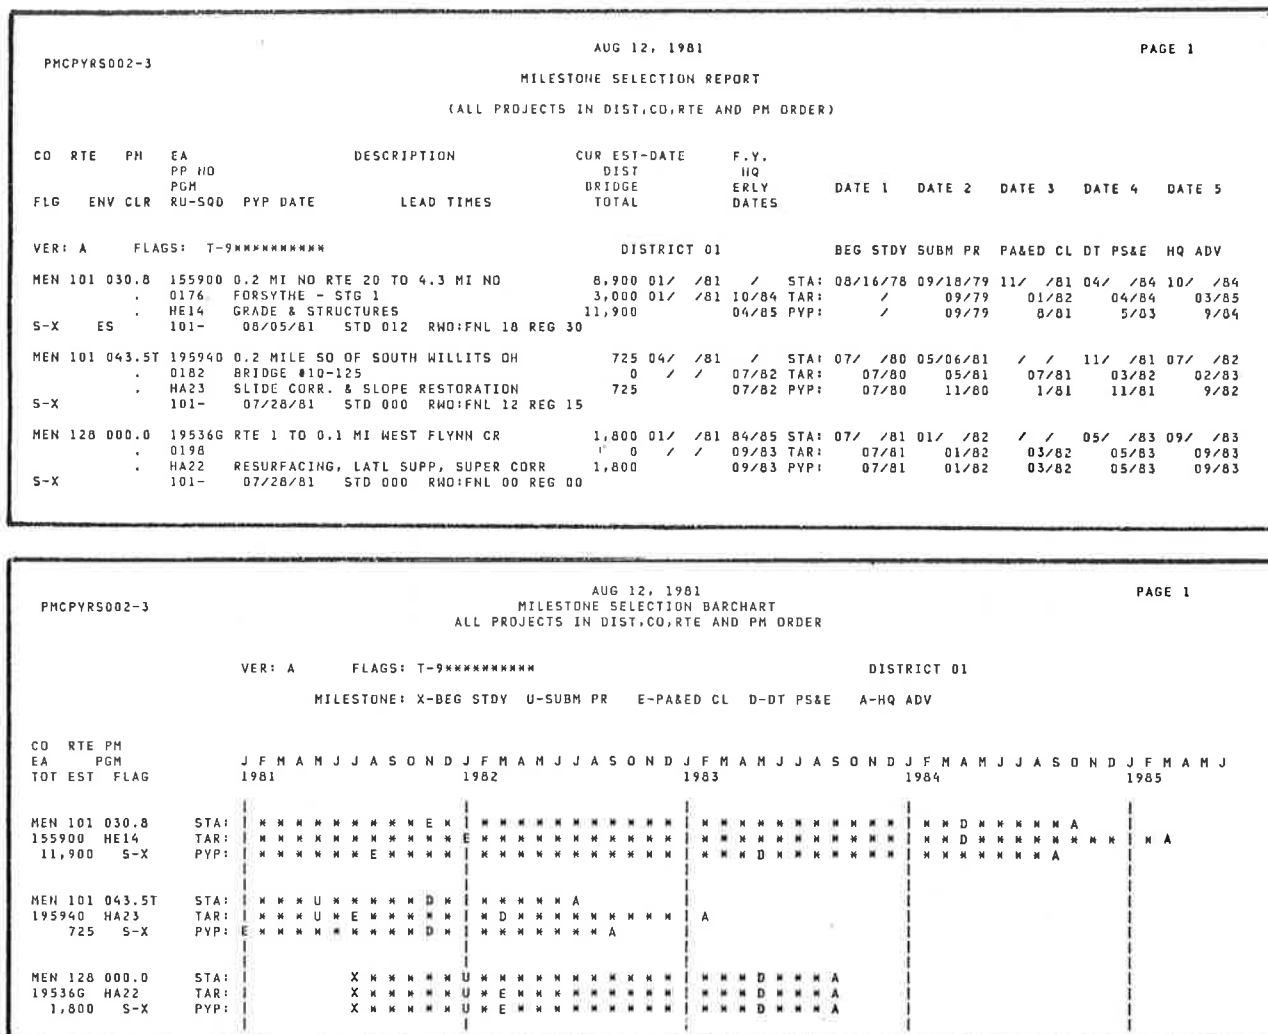 AUG 12, 1981 PAGE 1
PMCPYRS002-3
MILESTONE SELECTION REPORT
(ALL PROJECTS IN DIST,CO,RTE AND PM ORDER)
CO RTE PM EA DESCRIPTION CUR EST-DATE F.Y.
PP NO DIST HQ
PGM BRIDGE ERLY DATE 1 DATE 2 DATE 3 DATE 4 DATE 5
FLG ENV CLR RU-SQD PYP DATE LEAD TIMES TOTAL DATES
VER: A FLAGS: T-9********** DISTRICT 01 BEG STDY SUBM PR PA&ED CL DT PS&E HQ ADV
MEN 101 030.8 155900 0.2 MI NO RTE 20 TO 4.3 MI NO 8,900 01/ /81 / STA: 08/16/78 09/18/79 11/ /81 04/ /84 10/ /84
. 0176 FORSYTHE - STG 1 3,000 01/ /81 10/84 TAR: / 09/79 01/82 04/84 03/85
. HE14 GRADE & STRUCTURES 11,900 04/85 PYP: / 09/79 8/81 5/83 9/84
S-X ES 101- 08/05/81 STD 012 RWO:FNL 18 REG 30
MEN 101 043.5T 195940 0.2 MILE SO OF SOUTH WILLITS OH 725 04/ /81 / STA: 07/ /80 05/06/81 / / 11/ /81 07/ /82
. 0182 BRIDGE #10-125 0 / / 07/82 TAR: 07/80 05/81 07/81 03/82 02/83
. HA23 SLIDE CORR. & SLOPE RESTORATION 725 07/82 PYP: 07/80 11/80 1/81 11/81 9/82
S-X 101- 07/28/81 STD 000 RWO:FNL 12 REG 15
MEN 128 000.0 19536G RTE 1 TO 0.1 MI WEST FLYNN CR 1,800 01/ /81 84/85 STA: 07/ /81 01/ /82 / / 05/ /83 09/ /83
. 0198 0 / / 09/83 TAR: 07/81 01/82 03/82 05/83 09/83
. HA22 RESURFACING, LATL SUPP, SUPER CORR 1,800 09/83 PYP: 07/81 01/82 03/82 05/83 09/83
S-X 101- 07/28/81 STD 000 RWO:FNL 00 REG 00
AUG 12, 1981 PAGE 1
PMCPYRS002-3 MILESTONE SELECTION BARCHART
ALL PROJECTS IN DIST,CO,RTE AND PM ORDER
VER: A FLAGS: T-9********** DISTRICT 01
MILESTONE: X-BEG STDY U-SUBM PR E-PA&ED CL D-DT PS&E A-HQ ADV
CO RTE PM
EA PGM J F M A M J J A S O N D J F M A M J J A S O N D J F M A M J J A S O N D J F M A M J J A S O N D J F M A M J
TOT EST FLAG 1981 1982 1983 1984 1985
MEN 101 030.8 STA: | * * * * * * * * * E * | * * * * * * * * * * * | * * * * * * * * * * * | * * D * * * * * A
155900 HE14 TAR: | * * * * * * * * * * * E * * * * * * * * * * * | * * * * * * * * * * * | * * D * * * * * * * * | * A
11,900 S-X PYP: | * * * * * * E * * * * | * * * * * * * * * * * | * * * D * * * * * * * | * * * * * * * A
MEN 101 043.5T STA: | * * * U * * * * * D * | * * * * * A
195940 HA23 TAR: | * * * U * E * * * * * | * D * * * * * * * * * | A
725 S-X PYP: E * * * * * * * * * D * | * * * * * * * A
MEN 128 000.0 STA: | X * * * * * U * * * * * * * * * * * | * * * D * * * A
19536G HA22 TAR: | X * * * * * U * E * * * * * * * * * | * * * D * * * A
1,800 S-X PYP: | X * * * * * U * E * * * * * * * * * | * * * D * * * A